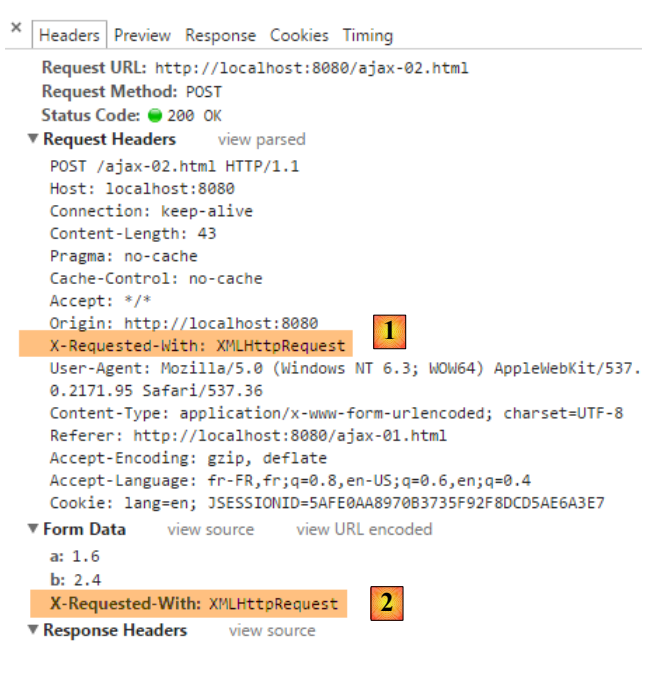 × Headers Preview Response Cookies Timing
Request URL: http://localhost:8080/ajax-02.html
Request Method: POST
Status Code: 200 OK
▼ Request Headers view parsed
POST /ajax-02.html HTTP/1.1
Host: localhost:8080
Connection: keep-alive
Content-Length: 43
Pragma: no-cache
Cache-Control: no-cache
Accept: */*
Origin: http://localhost:8080
X-Requested-With: XMLHttpRequest 1
User-Agent: Mozilla/5.0 (Windows NT 6.3; WOW64) AppleWebKit/537.
0.2171.95 Safari/537.36
Content-Type: application/x-www-form-urlencoded; charset=UTF-8
Referer: http://localhost:8080/ajax-01.html
Accept-Encoding: gzip, deflate
Accept-Language: fr-FR,fr;q=0.8,en-US;q=0.6,en;q=0.4
Cookie: lang=en; JSESSIONID=5AFE0AA8970B3735F92F8DCD5AE6A3E7
▼ Form Data view source view URL encoded
a: 1.6
b: 2.4
X-Requested-With: XMLHttpRequest 2
▼ Response Headers view source